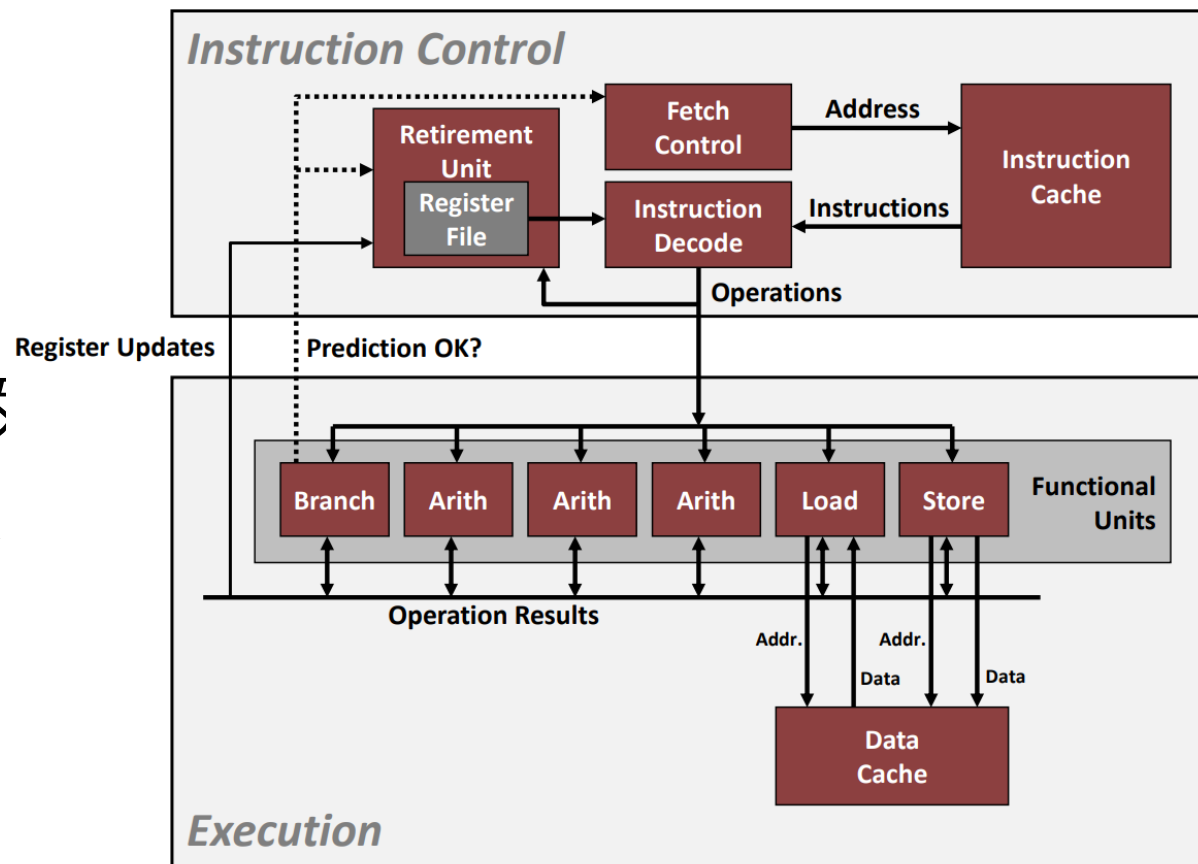 Instruction Control
Fetch
Control
Address
Instruction
Cache
Retirement
Unit
Register
File
Instruction
Decode
Instructions
Operations
Register Updates
Prediction OK?
Branch
Arith
Arith
Arith
Load
Store
Functional
Units
Operation Results
Addr.
Data
Addr.
Data
Data
Cache
Execution